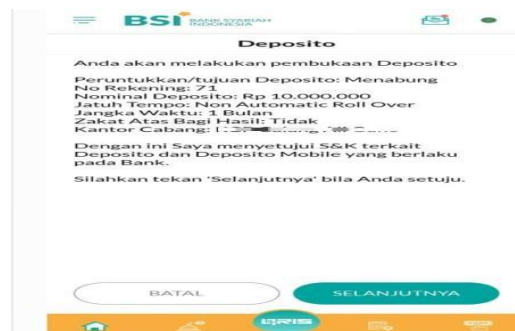 BSI BANK SYARIAH
INDONESIA
Deposito
Anda akan melakukan pembukaan Deposito
Peruntukkan/tujuan Deposito: Menabung
No Rekening: 71
Nominal Deposito: Rp 10.000.000
Jatuh Tempo: Non Automatic Roll Over
Jangka Waktu: 1 Bulan
Zakat Atas Bagi Hasil: Tidak
Kantor Cabang:
Dengan ini Saya menyetujui S&K terkait
Deposito dan Deposito Mobile yang berlaku
pada Bank.
Silahkan tekan 'Selanjutnya' bila Anda setuju.
BATAL
SELANJUTNYA
QRIS